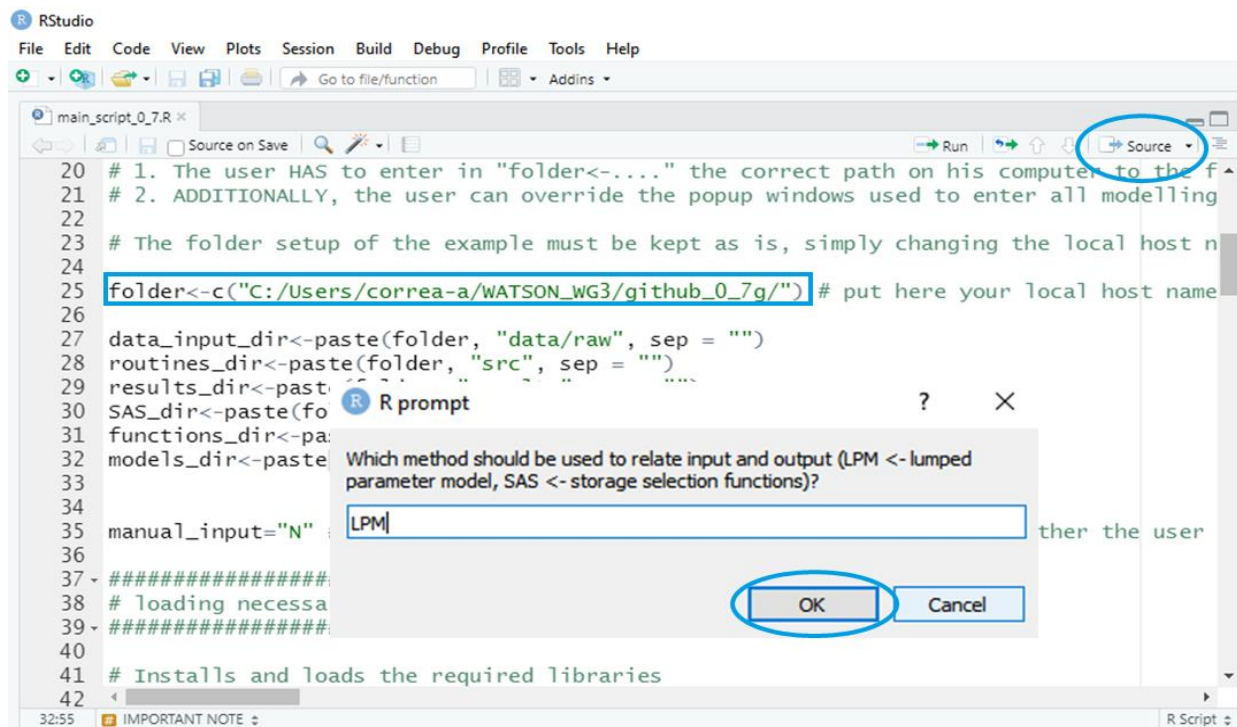 RStudio
File Edit Code View Plots Session Build Debug Profile Tools Help
Go to file/function Addins
main_script_0_7.R
Source on Save Run Source
20 # 1. The user HAS to enter in "folder<-...." the correct path on his computer to the f
21 # 2. ADDITIONALLY, the user can override the popup windows used to enter all modelling
22
23 # The folder setup of the example must be kept as is, simply changing the local host n
24
25 folder<-c("C:/Users/correa-a/WATSON_WG3/github_0_7g/") # put here your local host name
26
27 data_input_dir<-paste(folder, "data/raw", sep = "")
28 routines_dir<-paste(folder, "src", sep = "")
29 results_dir<-past
30 SAS_dir<-paste(fo
31 functions_dir<-pa
32 models_dir<-paste
33
34
35 manual_input="N" ther the user
36
37 #################
38 # loading necessa
39 #################
40
41 # Installs and loads the required libraries
42
R prompt ?
Which method should be used to relate input and output (LPM <- lumped
parameter model, SAS <- storage selection functions)?
LPM
OK Cancel
32:55 # IMPORTANT NOTE R Script